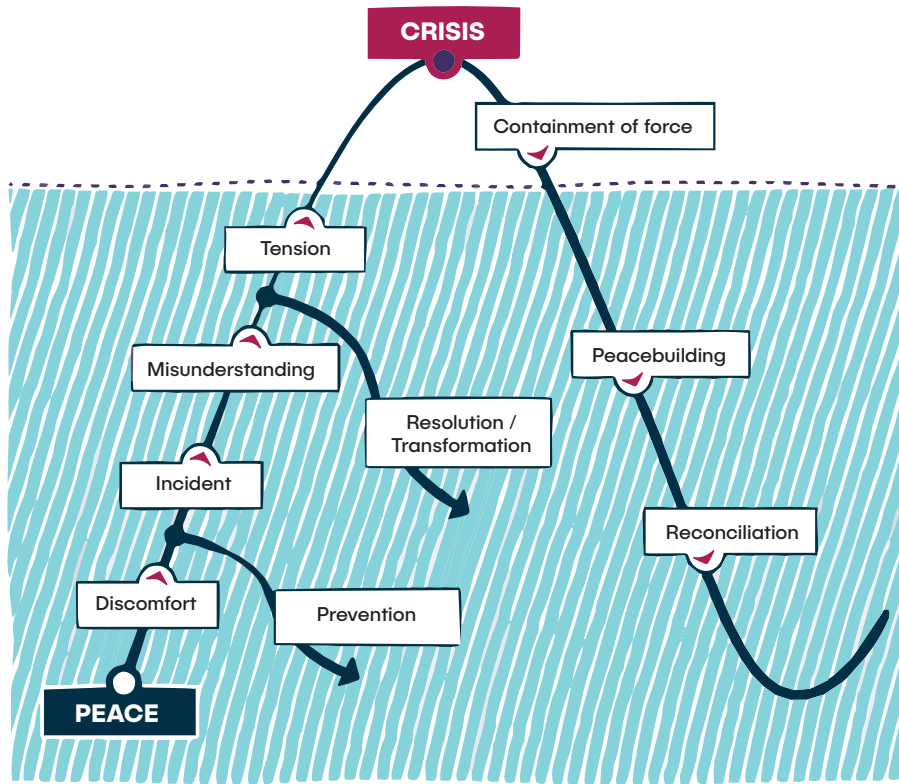 CRISIS
Containment of force
Tension
Misunderstanding
Peacebuilding
Resolution /
Transformation
Incident
Reconciliation
Discomfort
Prevention
PEACE